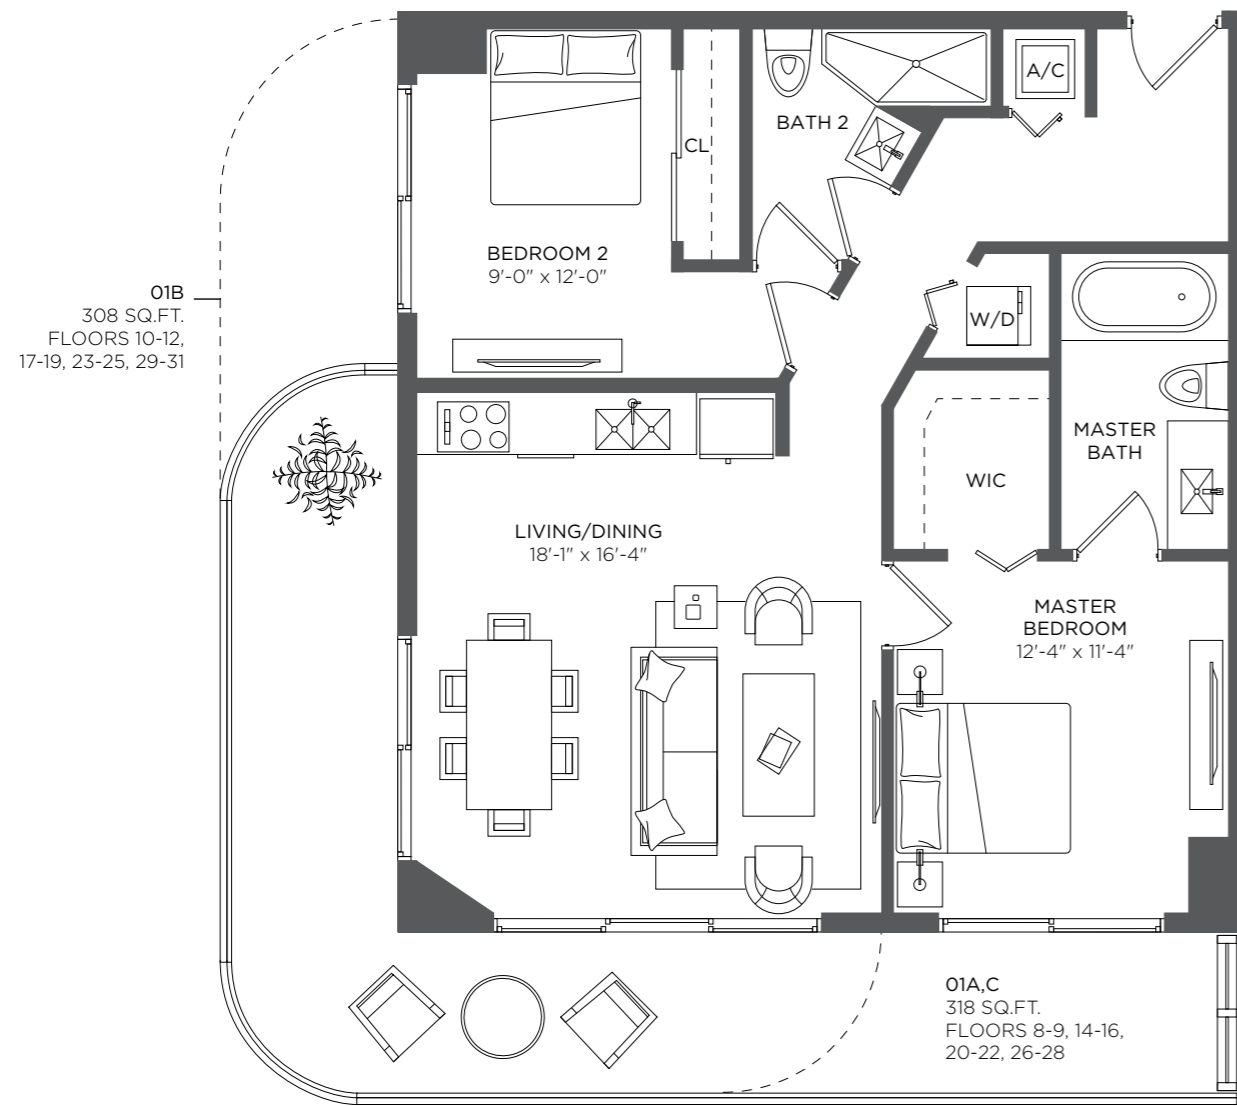 A/C
BATH 2
CL
BEDROOM 2
9'-0" x 12'-0"
01B
308 SQ.FT.
FLOORS 10-12,
17-19, 23-25, 29-31
W/D
MASTER
BATH
WIC
LIVING/DINING
18'-1" x 16'-4"
MASTER
BEDROOM
12'-4" x 11'-4"
01A,C
318 SQ.FT.
FLOORS 8-9, 14-16,
20-22, 26-28